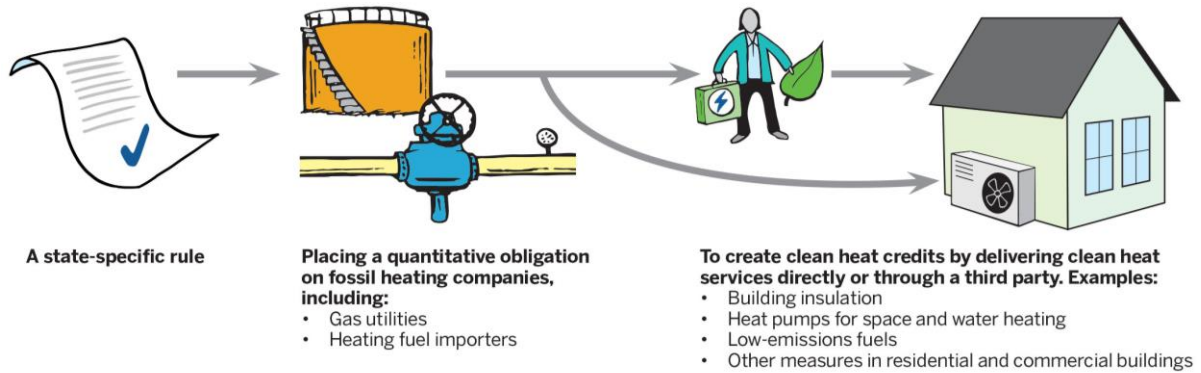 A state-specific rule
Placing a quantitative obligation
on fossil heating companies,
including:
• Gas utilities
• Heating fuel importers
To create clean heat credits by delivering clean heat
services directly or through a third party. Examples:
• Building insulation
• Heat pumps for space and water heating
• Low-emissions fuels
• Other measures in residential and commercial buildings